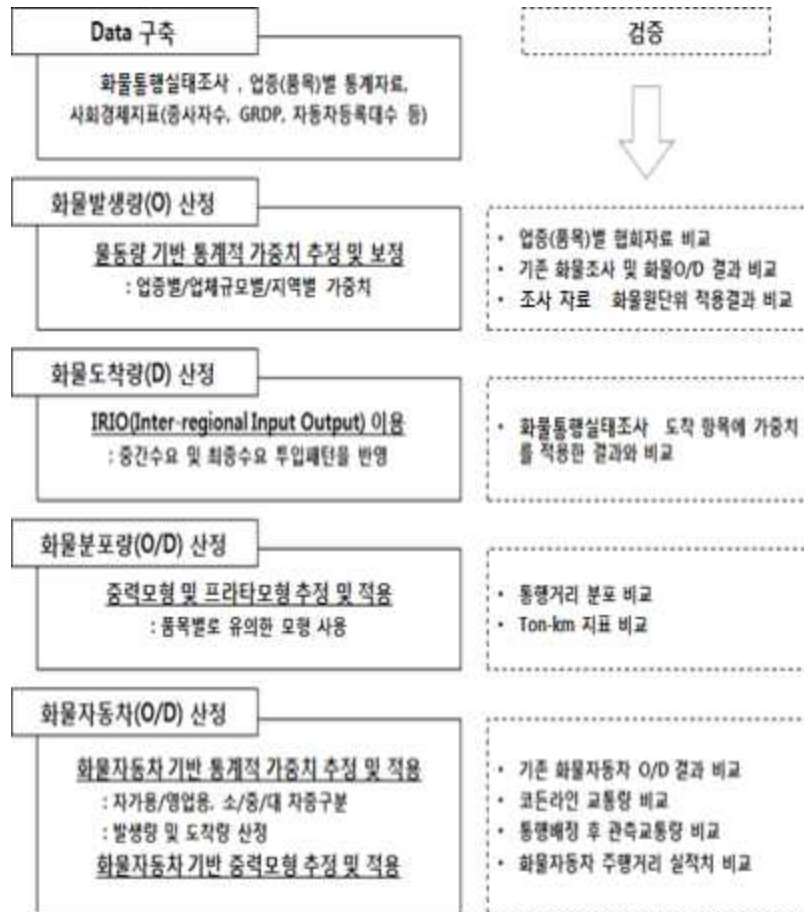 Data 구축
화물통행실태조사 , 업종(품목)별 통계자료,
사회경제지표(종사자수, GRDP, 자동차등록대수 등)
검증
화물발생량(O) 산정
물동량 기반 통계적 가중치 추정 및 보정
: 업종별/업체규모별/지역별 가중치
• 업종(품목)별 협회자료 비교
• 기존 화물조사 및 화물O/D 결과 비교
• 조사 자료 화물원단위 적용결과 비교
화물도착량(D) 산정
IRIO(Inter-regional Input Output) 이용
: 중간수요 및 최종수요 투입패턴을 반영
• 화물통행실태조사 도착 항목에 가중치
를 적용한 결과와 비교
화물분포량(O/D) 산정
중력모형 및 프라타모형 추정 및 적용
: 품목별로 유의한 모형 사용
• 통행거리 분포 비교
• Ton-km 지표 비교
화물자동차(O/D) 산정
화물자동차 기반 통계적 가중치 추정 및 적용
: 자가용/영업용, 소/중/대 차종구분
: 발생량 및 도착량 산정
화물자동차 기반 중력모형 추정 및 적용
• 기존 화물자동차 O/D 결과 비교
• 코든라인 교통량 비교
• 통행배정 후 관측교통량 비교
• 화물자동차 주행거리 실적치 비교